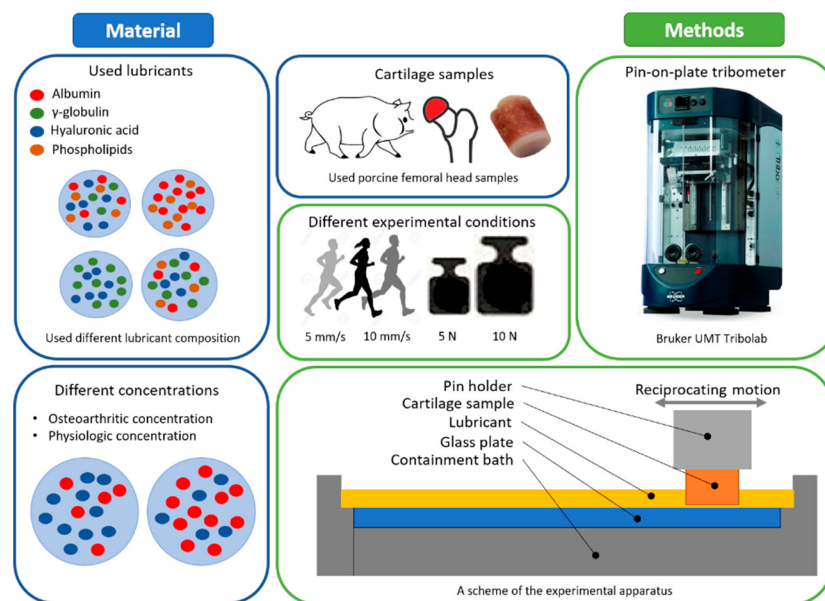 Material
Methods
Used lubricants
Albumin
γ-globulin
Hyaluronic acid
Phospholipids
Used different lubricant composition
Cartilage samples
Used porcine femoral head samples
Different experimental conditions
5 mm/s 10 mm/s 5 N 10 N
Pin-on-plate tribometer
BRUKER
Bruker UMT Tribolab
Different concentrations
• Osteoarthritic concentration
• Physiologic concentration
Pin holder
Cartilage sample
Lubricant
Glass plate
Containment bath
Reciprocating motion
A scheme of the experimental apparatus